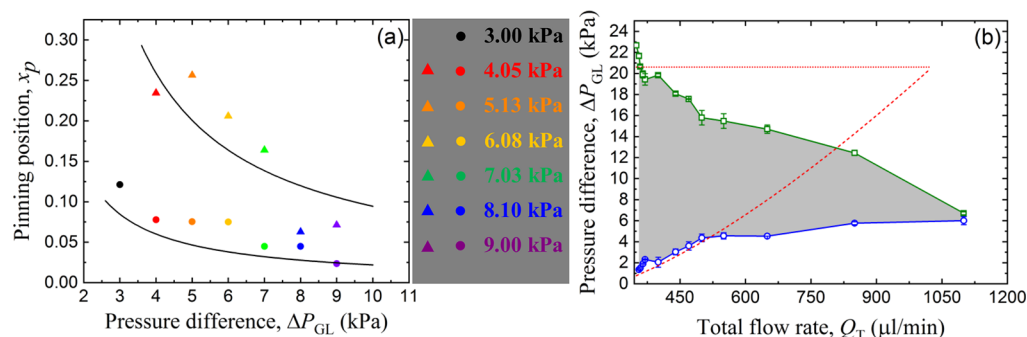 (a)
Pinning position, xp
0.30
0.25
0.20
0.15
0.10
0.05
0.00
2 3 4 5 6 7 8 9 10 11
Pressure difference, ΔPGL (kPa)
3.00 kPa
4.05 kPa
5.13 kPa
6.08 kPa
7.03 kPa
8.10 kPa
9.00 kPa
(b)
Pressure difference, ΔPGL (kPa)
24
22
20
18
16
14
12
10
8
6
4
2
0
450 600 750 900 1050 1200
Total flow rate, QT (μl/min)